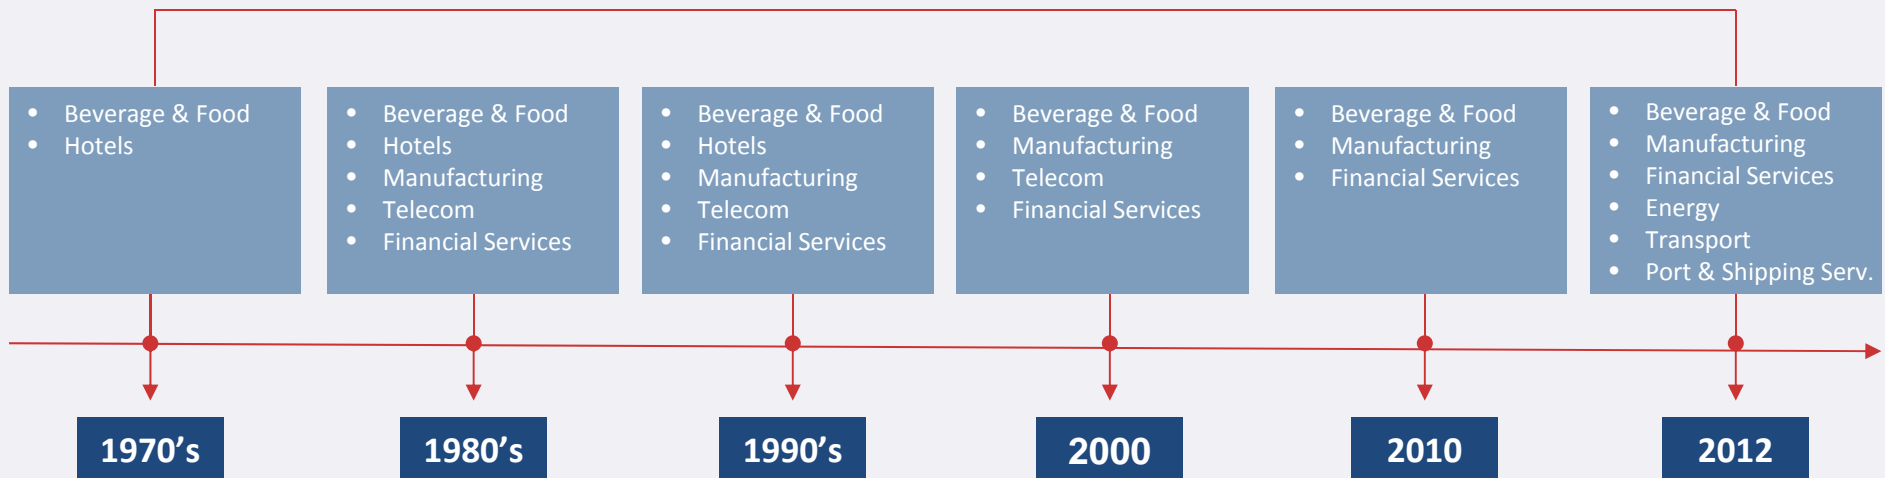 • Beverage & Food
• Hotels
• Beverage & Food
• Hotels
• Manufacturing
• Telecom
• Financial Services
• Beverage & Food
• Hotels
• Manufacturing
• Telecom
• Financial Services
• Beverage & Food
• Manufacturing
• Telecom
• Financial Services
• Beverage & Food
• Manufacturing
• Financial Services
• Beverage & Food
• Manufacturing
• Financial Services
• Energy
• Transport
• Port & Shipping Serv.
1970’s
1980’s
1990’s
2000
2010
2012